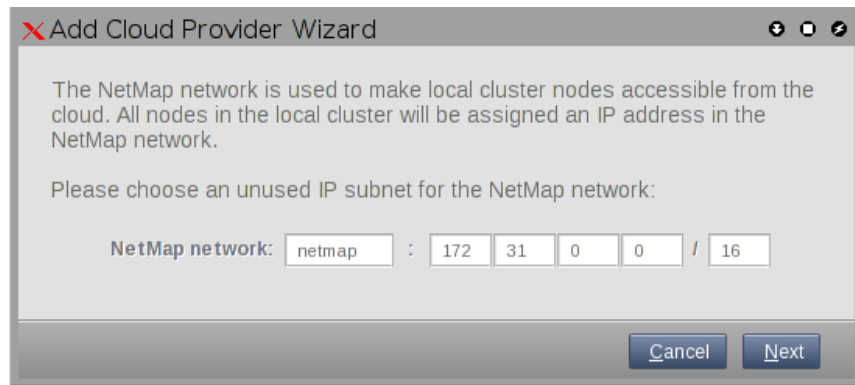 Add Cloud Provider Wizard
The NetMap network is used to make local cluster nodes accessible from the
cloud. All nodes in the local cluster will be assigned an IP address in the
NetMap network.
Please choose an unused IP subnet for the NetMap network:
NetMap network: netmap : 172 31 0 0 / 16
Cancel Next